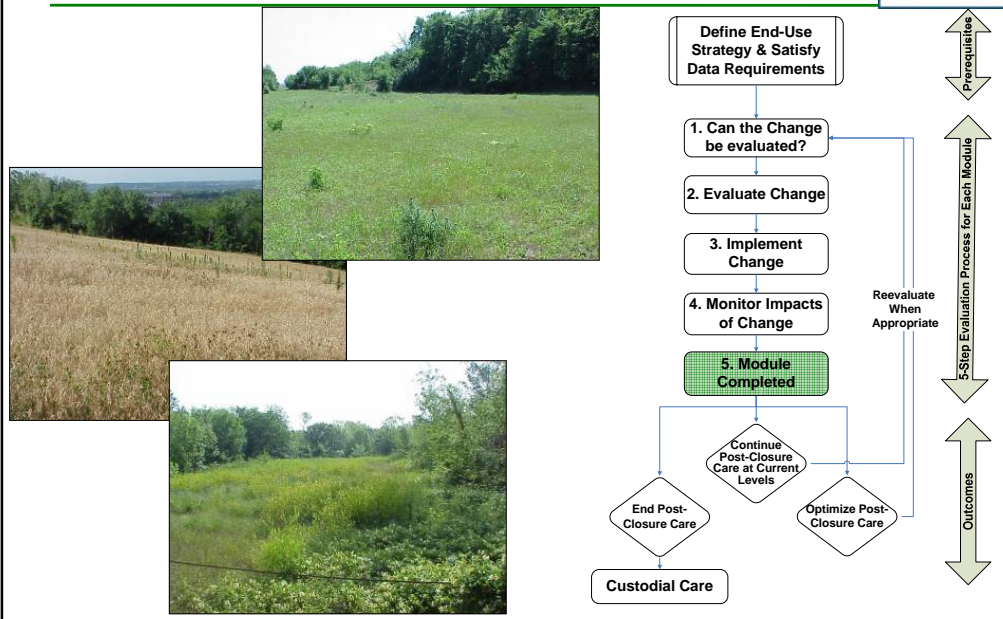 Define End-Use
Strategy & Satisfy
Data Requirements
Prerequisites
1. Can the Change
be evaluated?
2. Evaluate Change
3. Implement
Change
4. Monitor Impacts
of Change
5. Module
Completed
Reevaluate
When
Appropriate
5-Step Evaluation Process for Each Module
Continue
Post-Closure
Care at Current
Levels
End Post-
Closure Care
Optimize Post-
Closure Care
Outcomes
Custodial Care